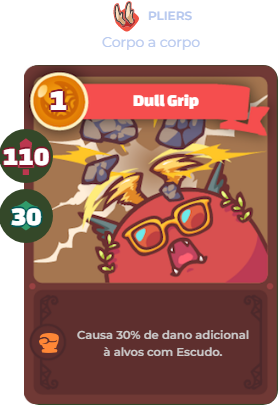 PLIERS
Corpo a corpo
1
Dull Grip
110
30
Causa 30% de dano adicional
à alvos com Escudo.